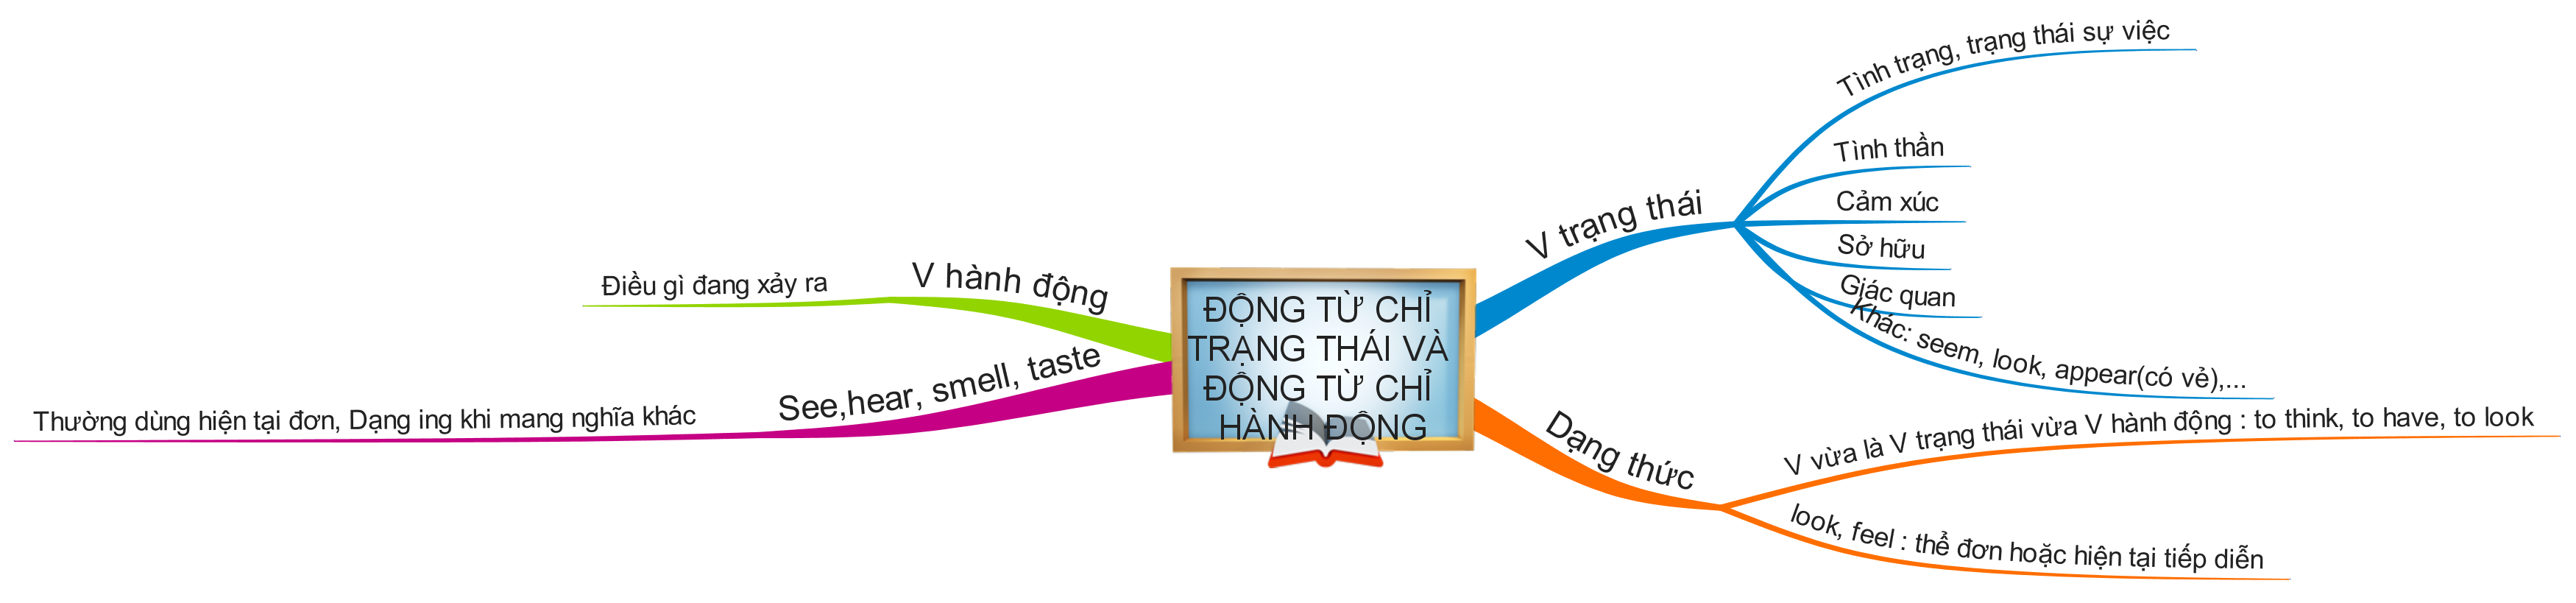 ĐỘNG TỪ CHỈ
TRẠNG THÁI VÀ
ĐỘNG TỪ CHỈ
HÀNH ĐỘNG
V trạng thái
Tình trạng, trạng thái sự việc
Tình thần
Cảm xúc
Sở hữu
Giác quan
Khác: seem, look, appear(có vẻ),...
Dạng thức
V vừa là V trạng thái vừa V hành động : to think, to have, to look
look, feel : thể đơn hoặc hiện tại tiếp diễn
See,hear, smell, taste
Thường dùng hiện tại đơn, Dạng ing khi mang nghĩa khác
V hành động
Điều gì đang xảy ra